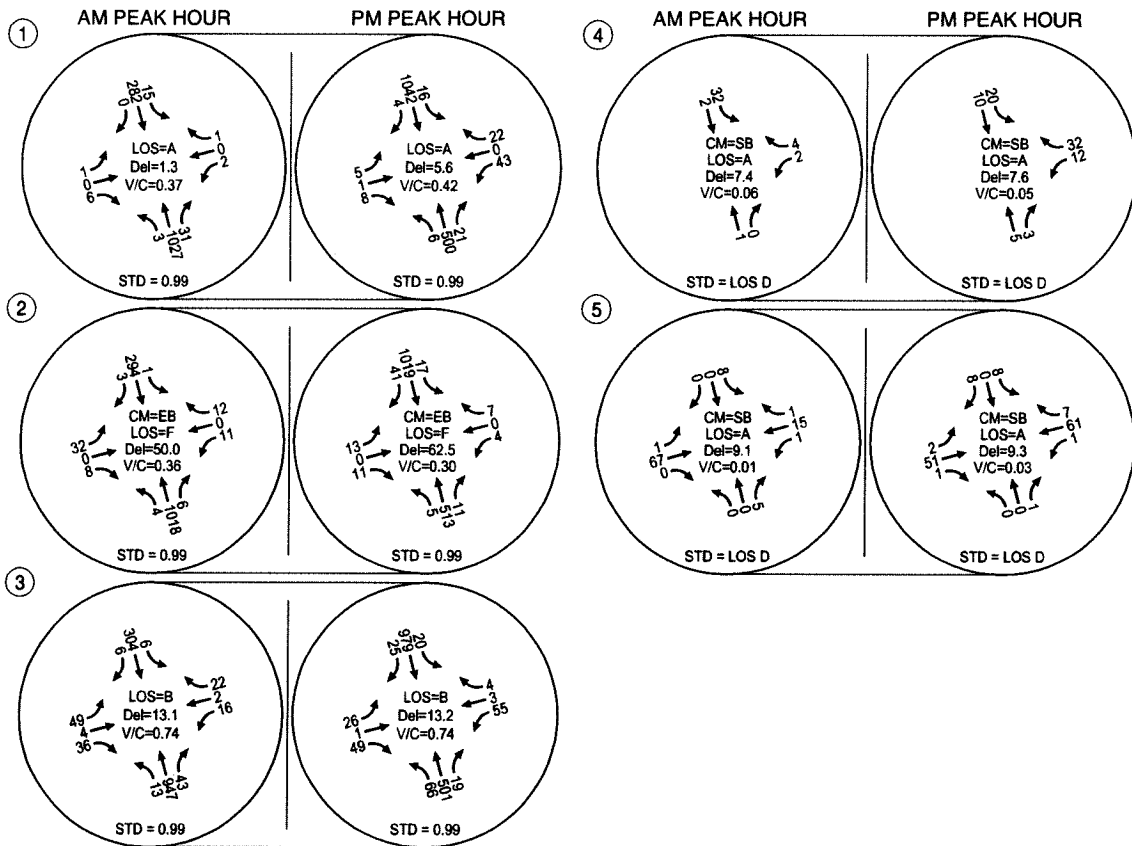 AM PEAK HOUR
PM PEAK HOUR
1
0 282 15
1 0 2
1 0 6
3 1027 31
LOS=A
Del=1.3
V/C=0.37
STD = 0.99
4 1042 16
22 0 43
5 1 8
6 500 21
LOS=A
Del=5.6
V/C=0.42
STD = 0.99
2
3 294 1
12 0 11
32 0 8
4 1018 6
CM=EB
LOS=F
Del=50.0
V/C=0.36
STD = 0.99
41 1019 17
7 0 4
13 0 11
5 513 11
CM=EB
LOS=F
Del=62.5
V/C=0.30
STD = 0.99
3
6 304 6
22 2 16
49 4 36
13 947 43
LOS=B
Del=13.1
V/C=0.74
STD = 0.99
25 979 20
4 3 55
26 1 49
66 501 19
LOS=B
Del=13.2
V/C=0.74
STD = 0.99
AM PEAK HOUR
PM PEAK HOUR
4
2 32
4 2
1 0
CM=SB
LOS=A
Del=7.4
V/C=0.06
STD = LOS D
10 20
32 12
5 3
CM=SB
LOS=A
Del=7.6
V/C=0.05
STD = LOS D
5
0 0 8
1 15 1
1 67 0
0 0 5
CM=SB
LOS=A
Del=9.1
V/C=0.01
STD = LOS D
8 0 8
7 61 1
2 51 1
0 0 1
CM=SB
LOS=A
Del=9.3
V/C=0.03
STD = LOS D